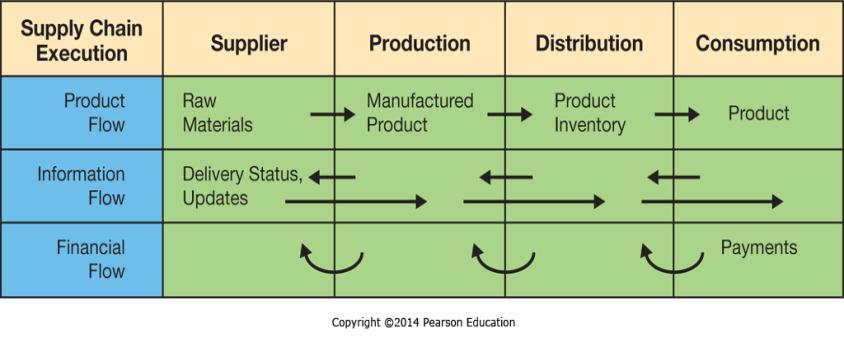 Supply Chain
Execution
Supplier
Production
Distribution
Consumption
Product
Flow
Raw
Materials
Manufactured
Product
Product
Inventory
Product
Information
Flow
Delivery Status,
Updates
Financial
Flow
Payments
Copyright ©2014 Pearson Education